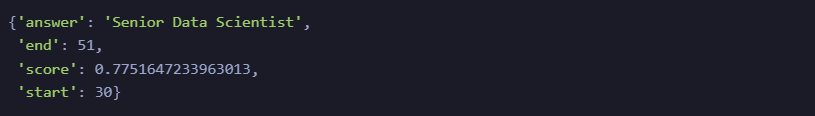 {'answer': 'Senior Data Scientist',
 'end': 51,
 'score': 0.7751647233963013,
 'start': 30}